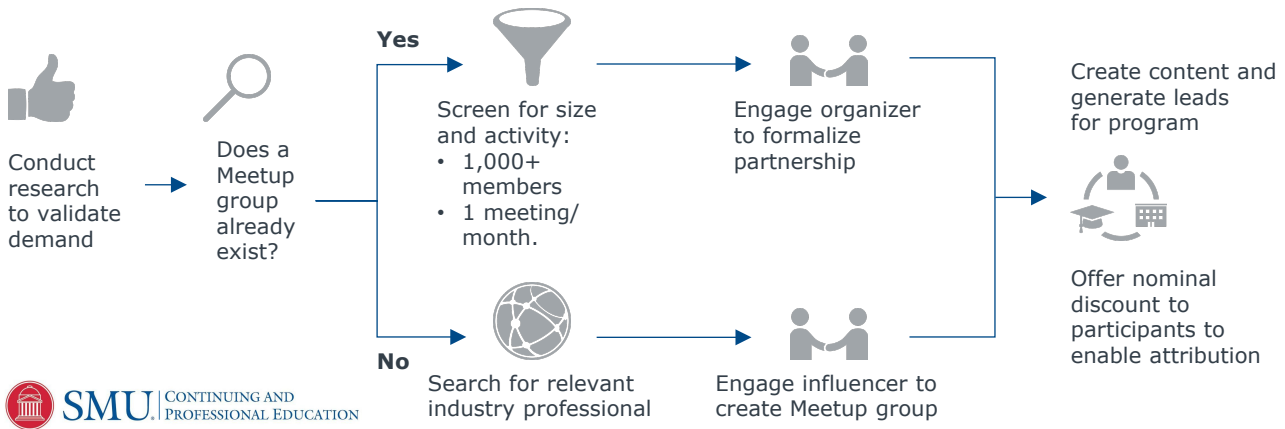 Conduct
research
to validate
demand
Does a
Meetup
group
already
exist?
Yes
Screen for size
and activity:
• 1,000+
members
• 1 meeting/
month.
Engage organizer
to formalize
partnership
No
Search for relevant
industry professional
Engage influencer to
create Meetup group
Create content and
generate leads
for program
Offer nominal
discount to
participants to
enable attribution
SMU.
CONTINUING AND
PROFESSIONAL EDUCATION